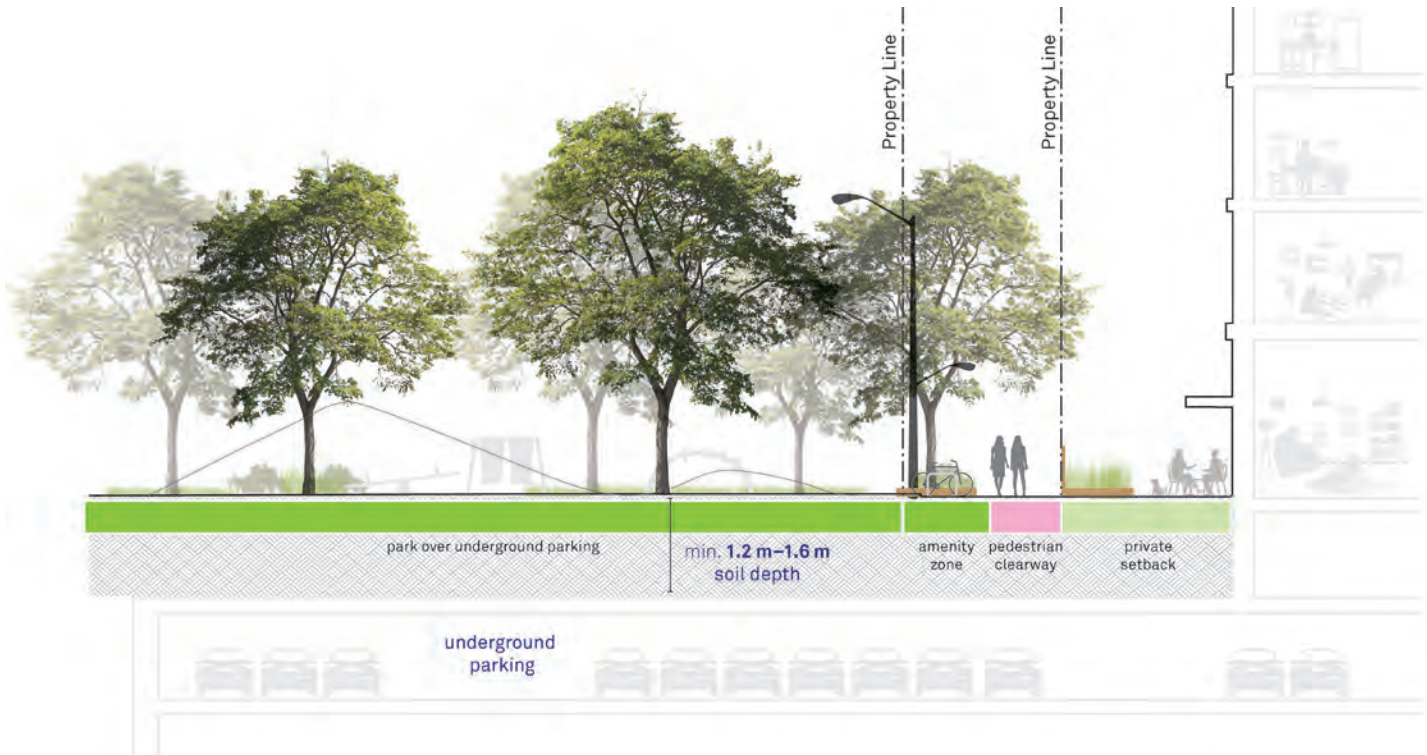 Property Line
Property Line
park over underground parking
min. 1.2 m–1.6 m
soil depth
amenity
zone
pedestrian
clearway
private
setback
underground
parking